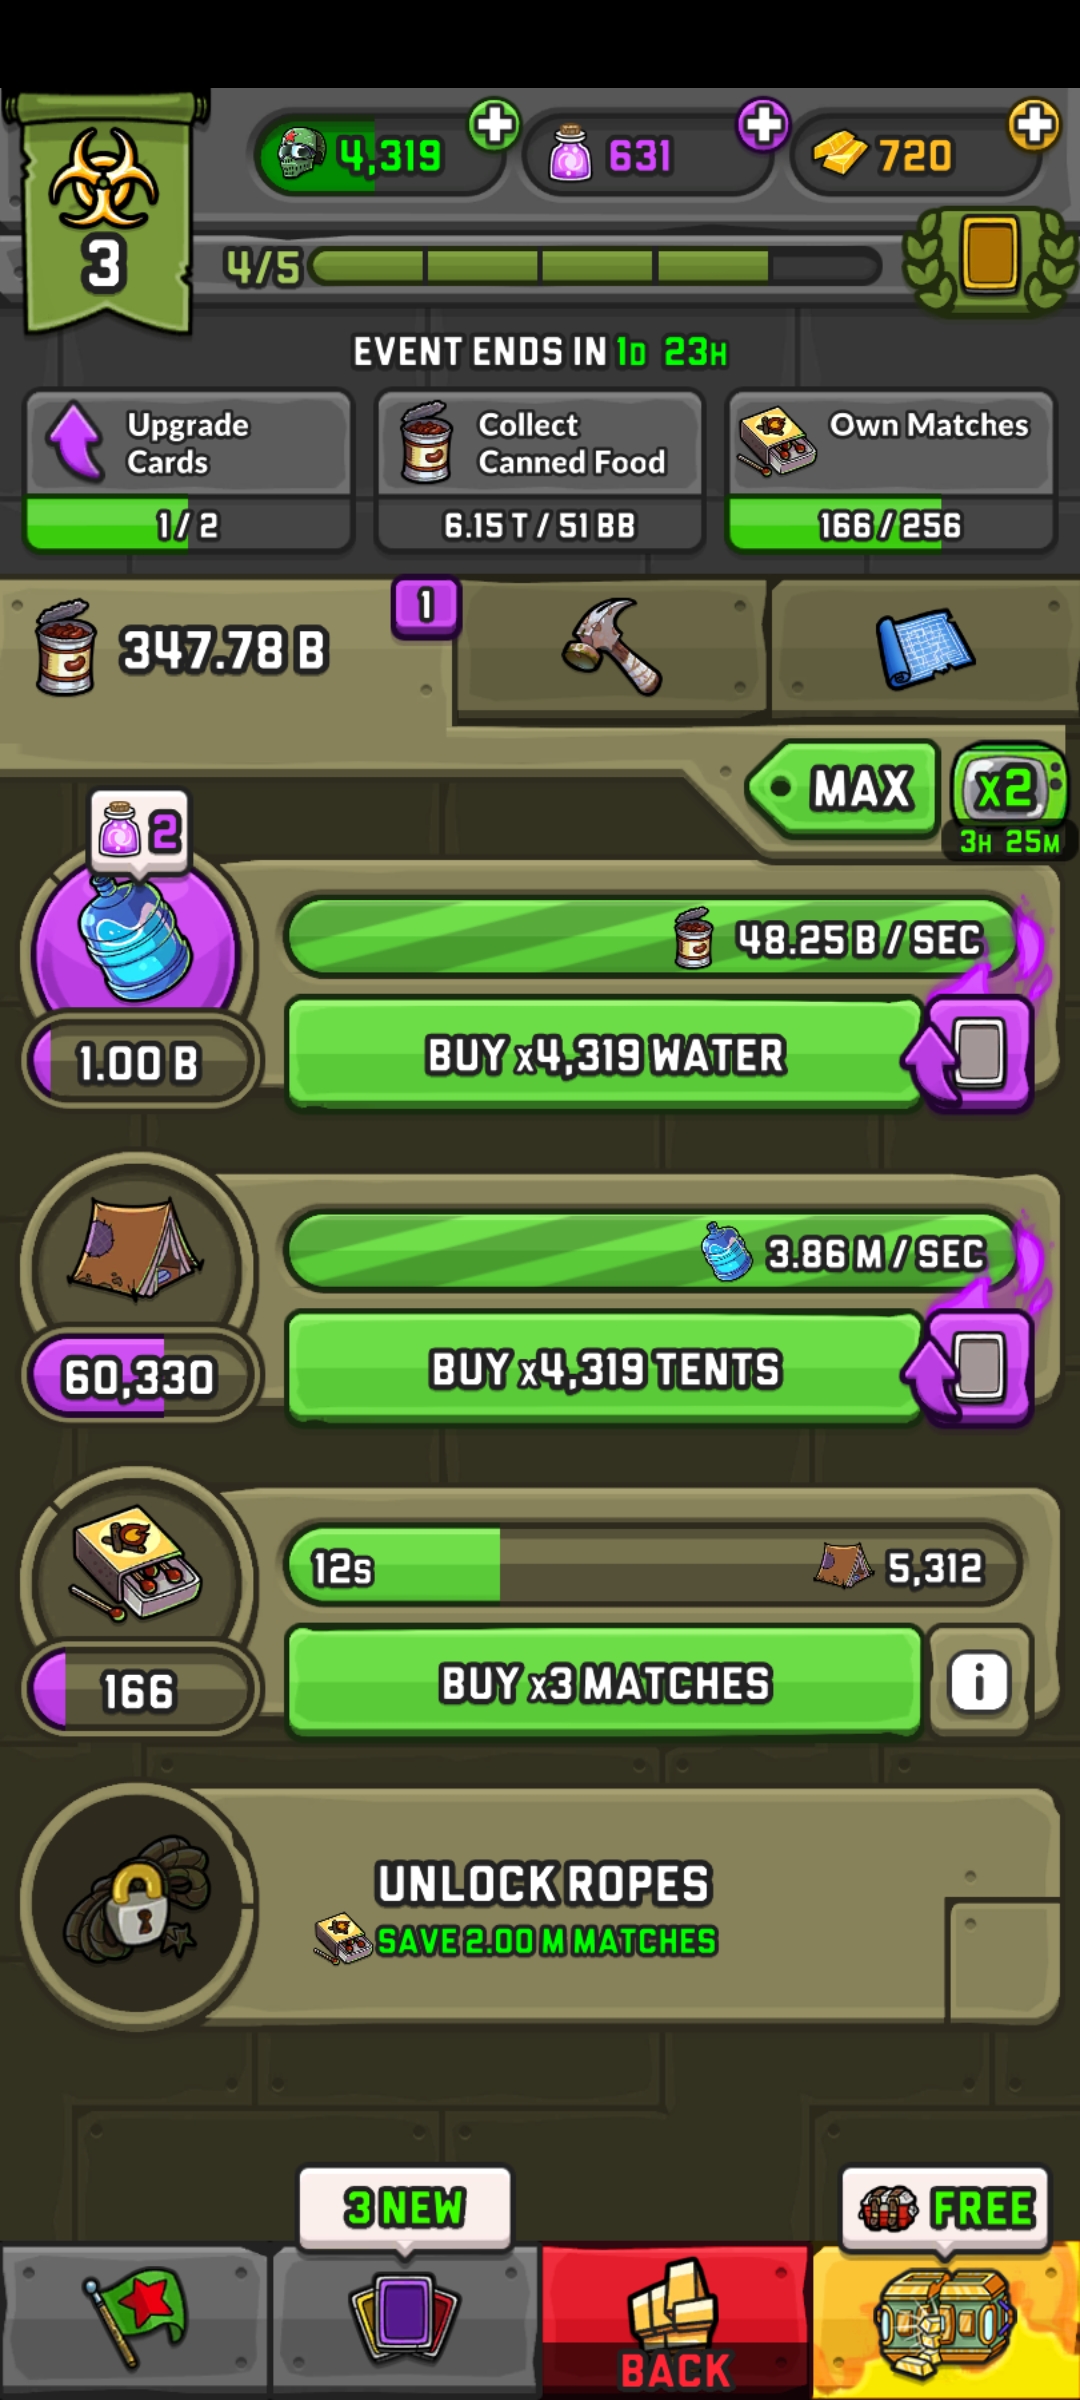 4,319
631
720
3
4/5
EVENT ENDS IN 1D 23H
Upgrade
Cards
1/2
Collect
Canned Food
6.15 T / 51 BB
Own Matches
166/256
347.78 B
1
MAX
x2
3H 25M
2
48.25 B / SEC
1.00 B
BUY x4,319 WATER
3.86 M / SEC
60,330
BUY x4,319 TENTS
12s
5,312
166
BUY x3 MATCHES
i
UNLOCK ROPES
SAVE 2.00 M MATCHES
3 NEW
FREE
BACK